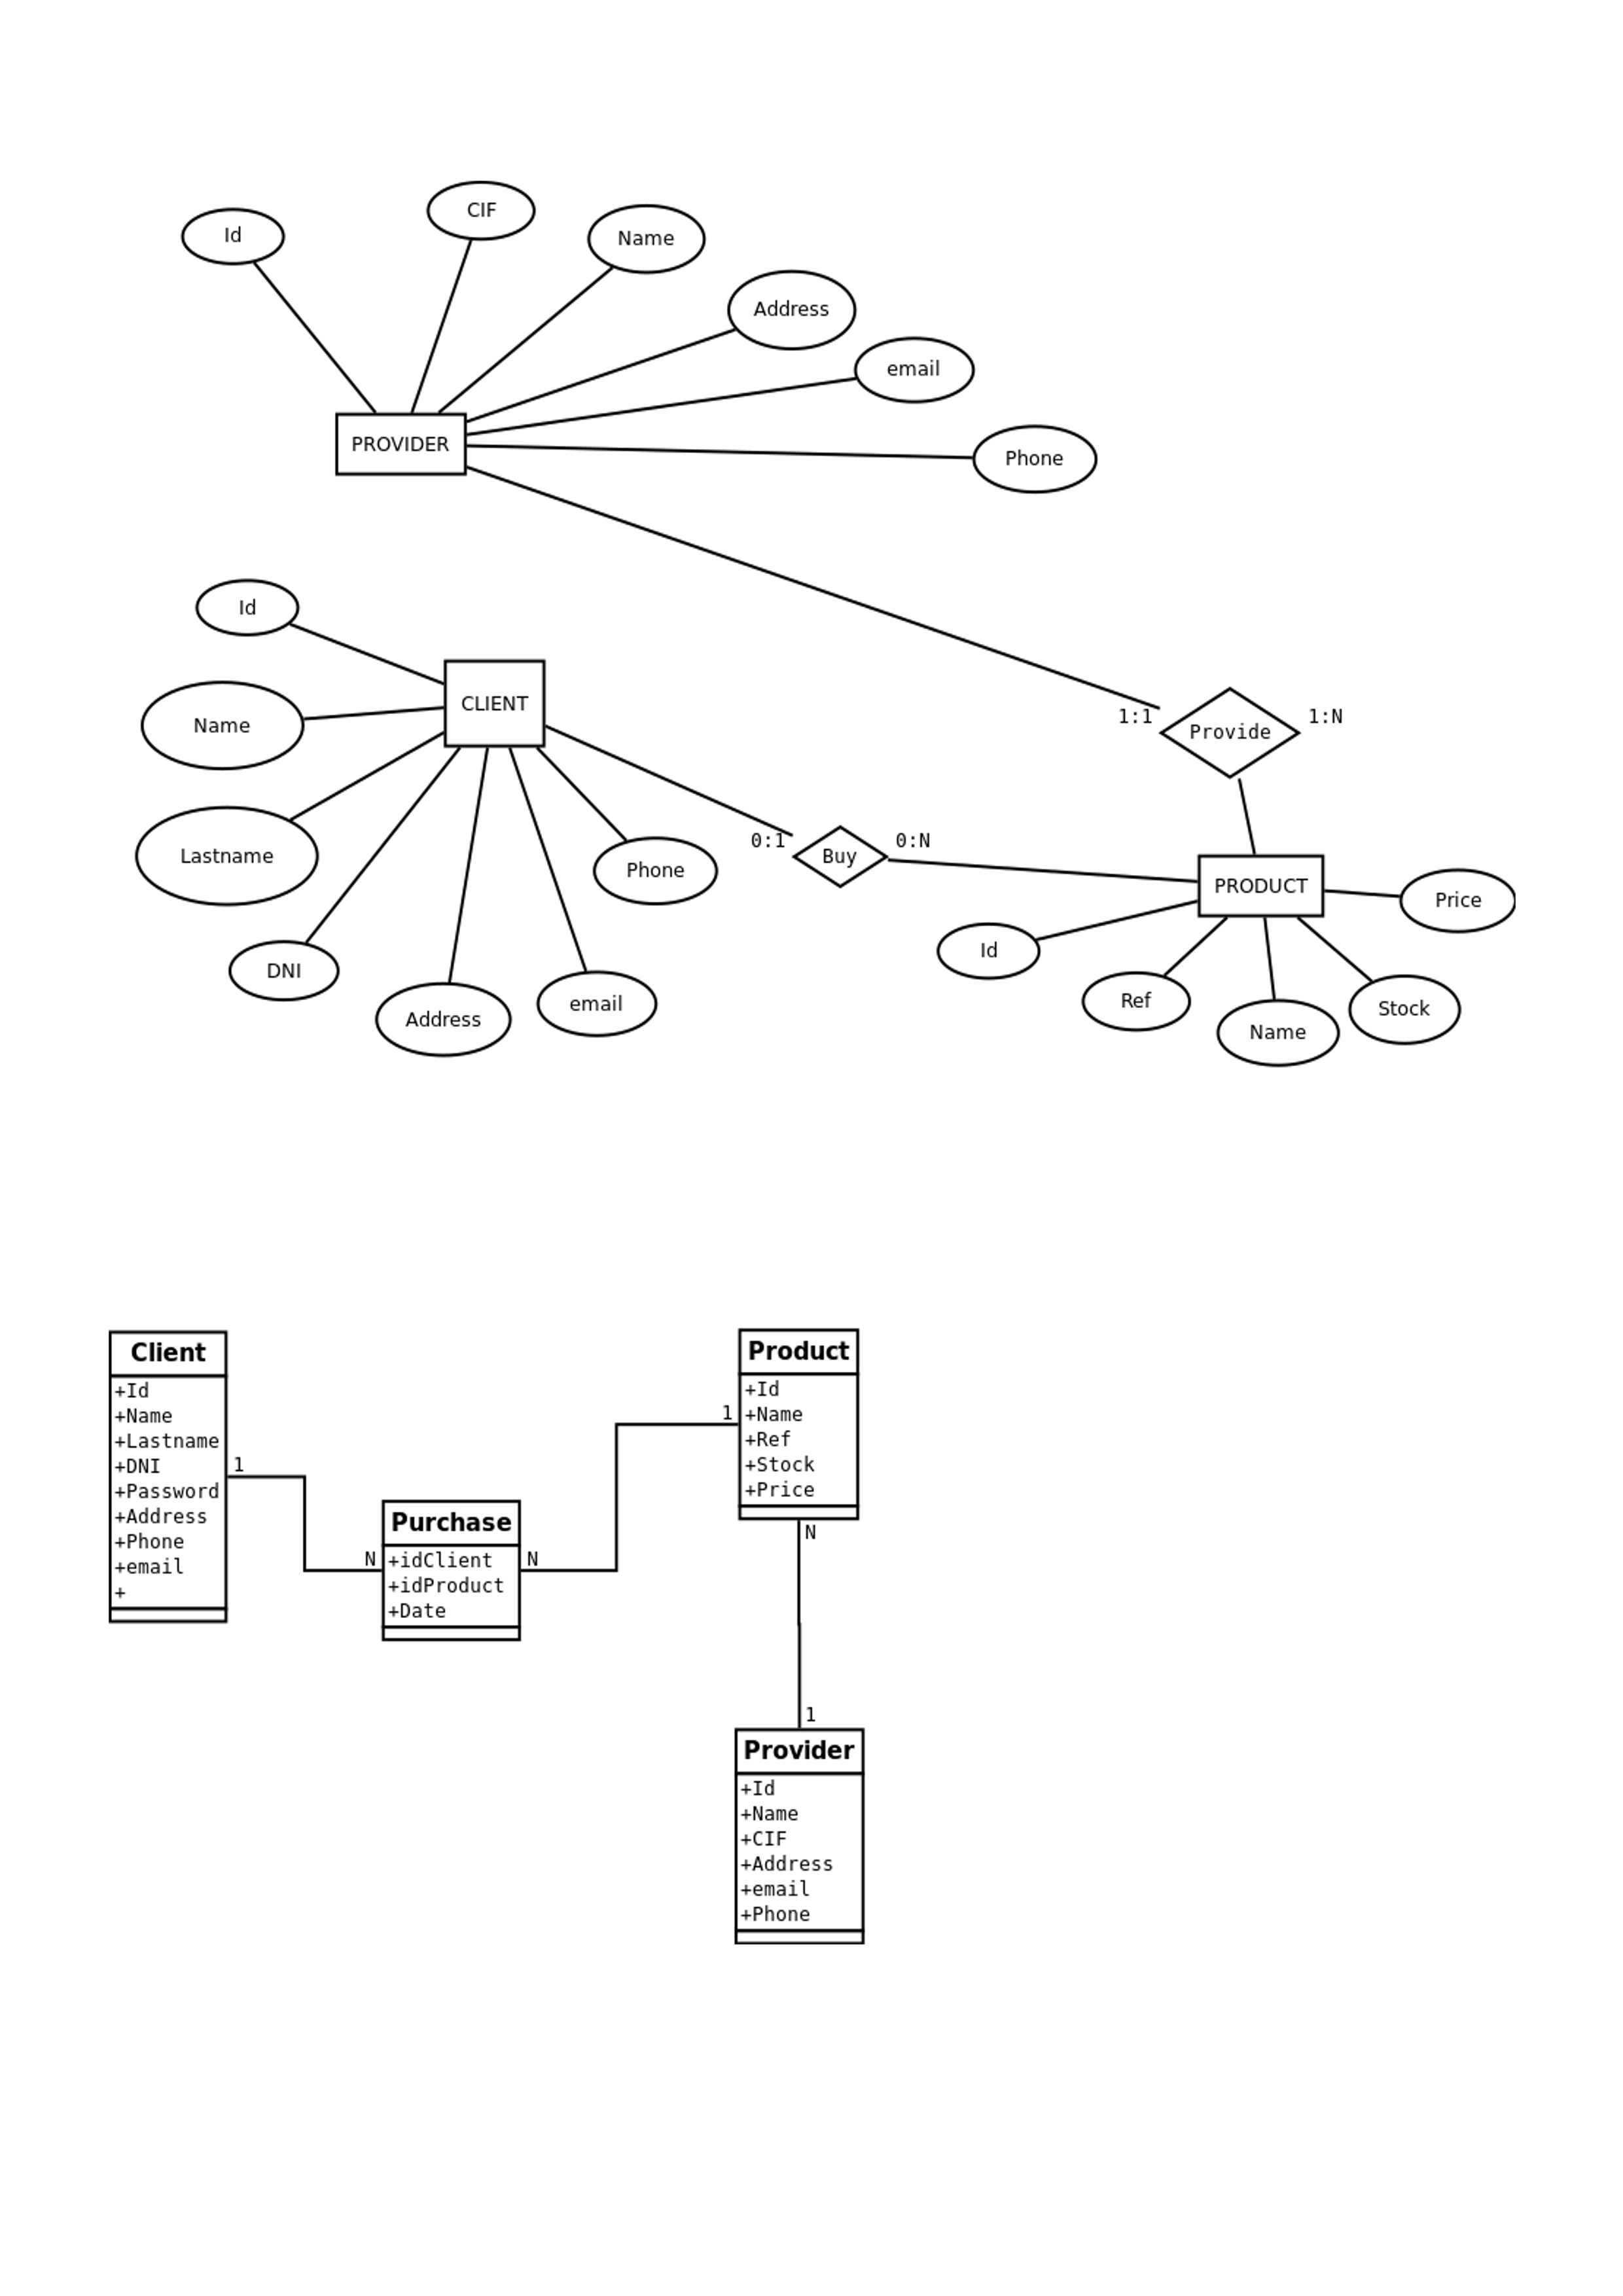 CIF
Id
Name
Address
email
Phone
PROVIDER
Id
CLIENT
Name
1:1
Provide
1:N
Lastname
0:1
Buy
0:N
Phone
PRODUCT
Price
DNI
Id
Address
email
Ref
Name
Stock
Client
+Id
+Name
+Lastname
+DNI
+Password
+Address
+Phone
+email
+
1
N
Purchase
+idClient
+idProduct
+Date
N
1
Product
+Id
+Name
+Ref
+Stock
+Price
N
1
Provider
+Id
+Name
+CIF
+Address
+email
+Phone